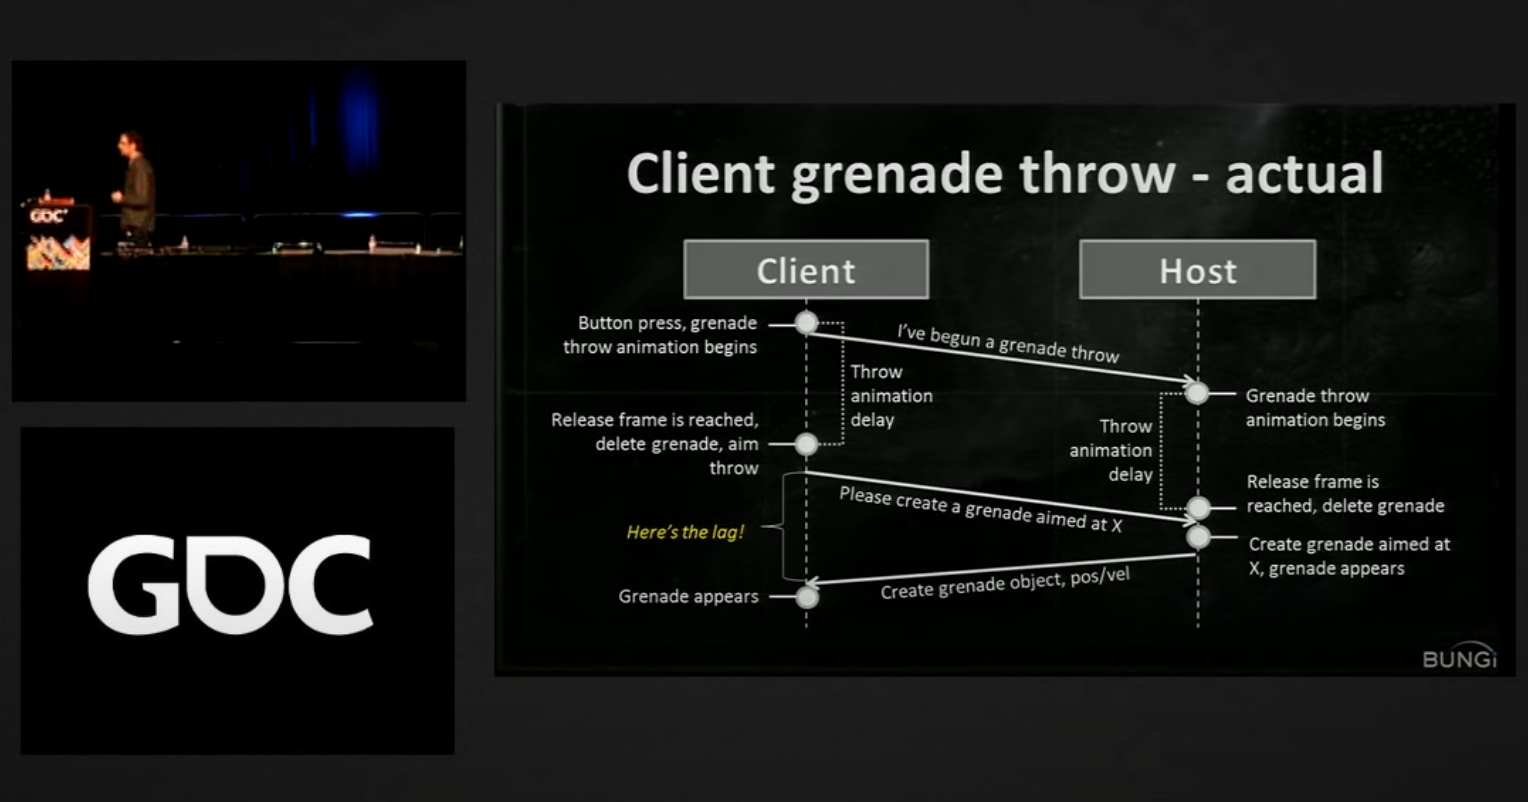 GDC
GDC
Client grenade throw - actual
Client
Host
Button press, grenade
throw animation begins
I've begun a grenade throw
Throw
animation
delay
Grenade throw
animation begins
Release frame is reached,
delete grenade, aim
throw
Throw
animation
delay
Release frame is
reached, delete grenade
Please create a grenade aimed at X
Here's the lag!
Create grenade aimed at
X, grenade appears
Create grenade object, pos/vel
Grenade appears
BUNGiE